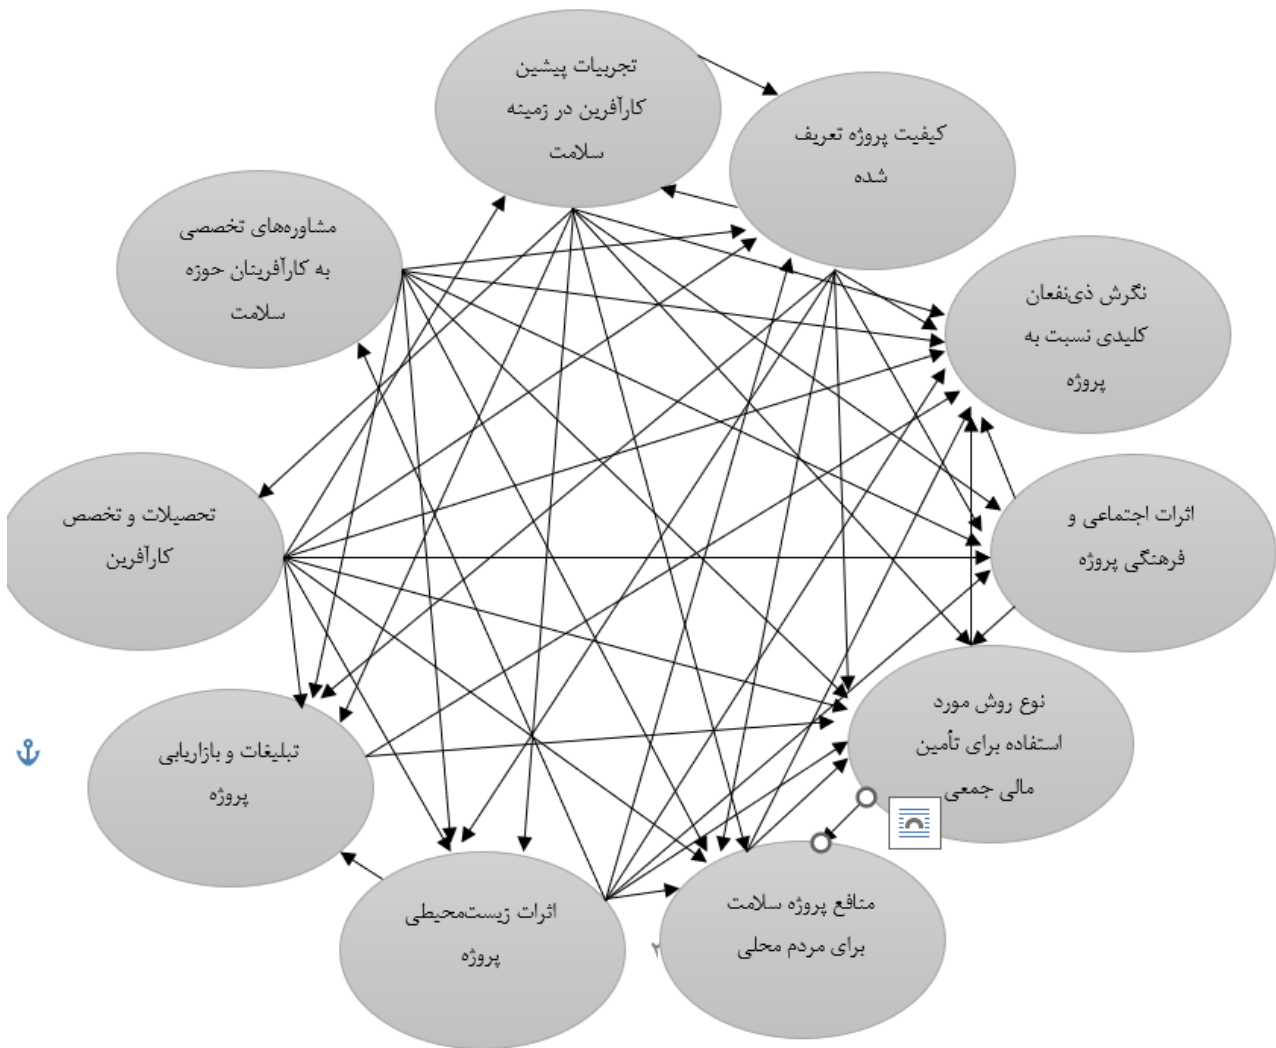 تجربیات پیشین
کارآفرین در زمینه
سلامت
کیفیت پروژه تعریف
شده
مشاوره‌های تخصصی
به کارآفرینان حوزه
سلامت
نگرش ذی‌نفعان
کلیدی نسبت به
پروژه
تحصیلات و تخصص
کارآفرین
اثرات اجتماعی و
فرهنگی پروژه
نوع روش مورد
استفاده برای تأمین
مالی جمعی
تبلیغات و بازاریابی
پروژه
اثرات زیست‌محیطی
پروژه
منافع پروژه سلامت
برای مردم محلی
۲